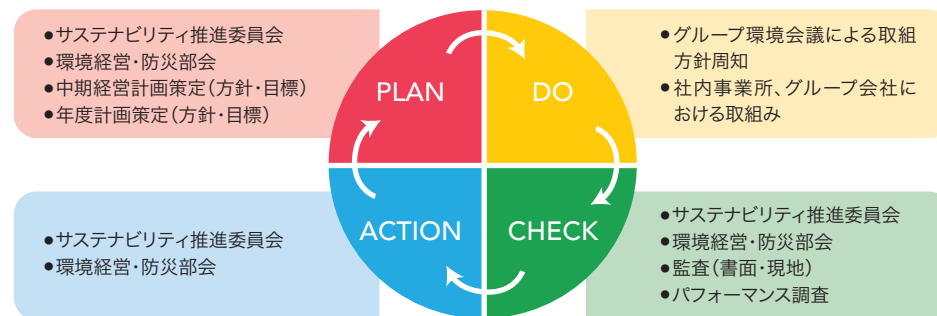 ●サステナビリティ推進委員会
●環境経営・防災部会
●中期経営計画策定(方針・目標)
●年度計画策定(方針・目標)
PLAN
DO
●グループ環境会議による取組
方針周知
●社内事業所、グループ会社に
おける取組み
●サステナビリティ推進委員会
●環境経営・防災部会
ACTION
CHECK
●サステナビリティ推進委員会
●環境経営・防災部会
●監査(書面・現地)
●パフォーマンス調査